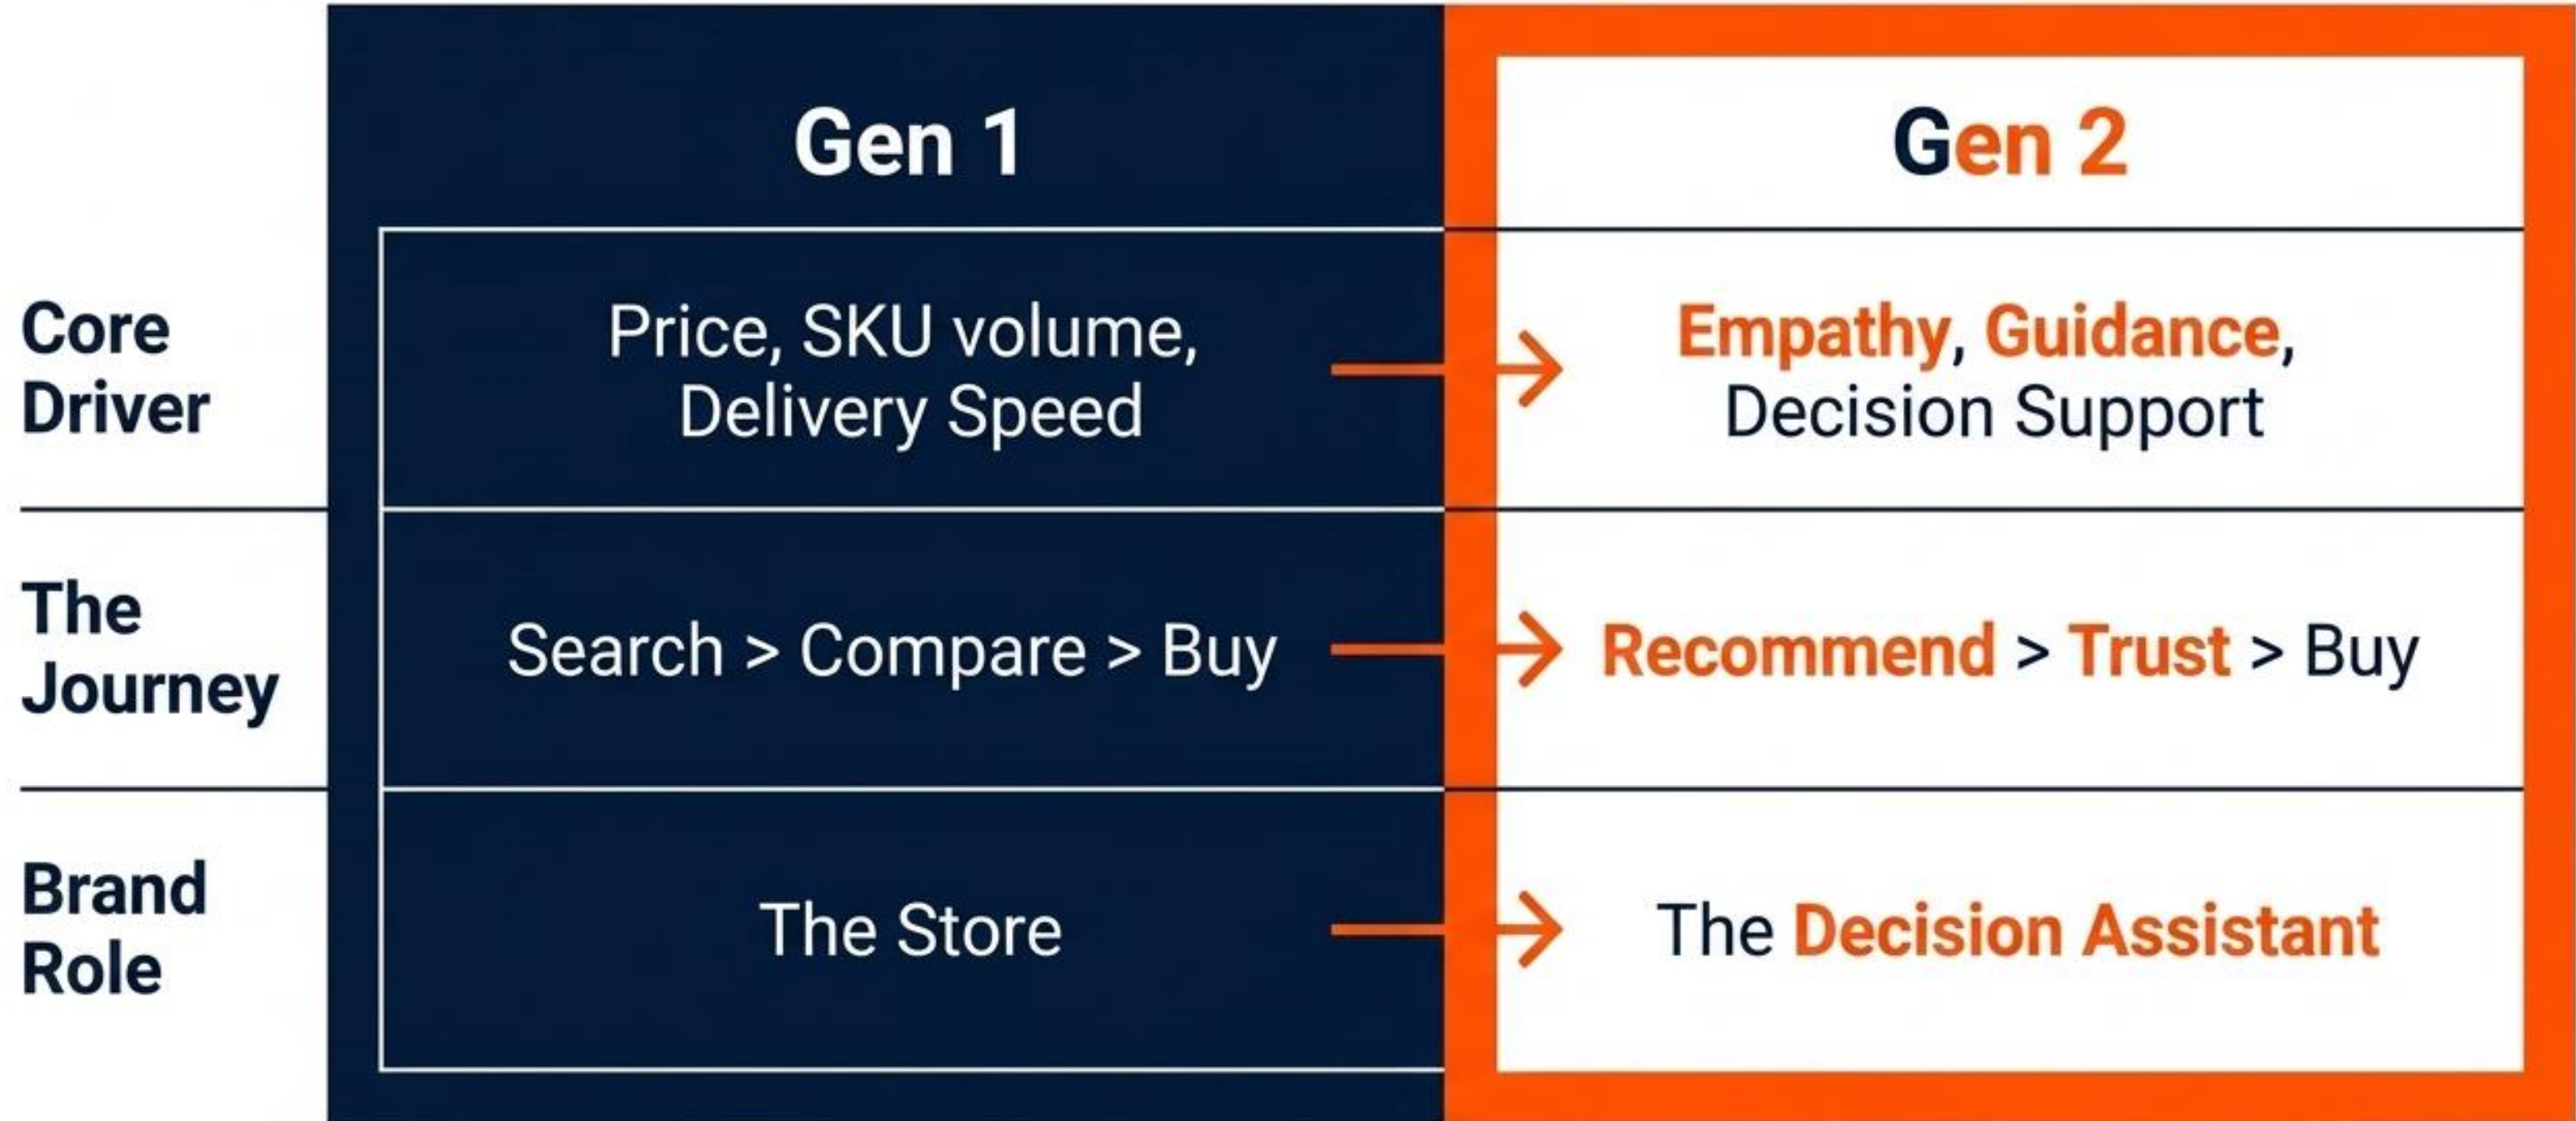 Gen 1
Gen 2
Core
Driver
Price, SKU volume,
Delivery Speed
Empathy, Guidance,
Decision Support
The
Journey
Search > Compare > Buy
Recommend > Trust > Buy
Brand
Role
The Store
The Decision Assistant